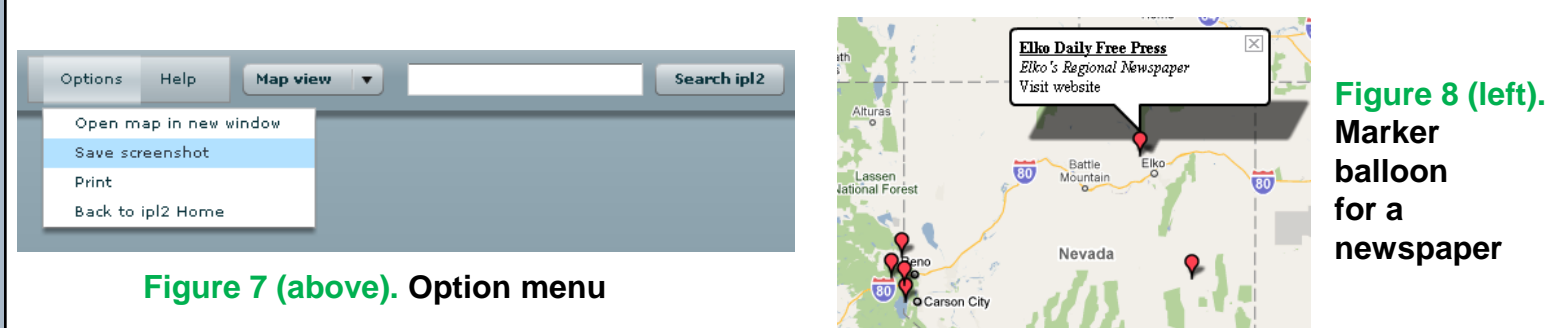 Options Help Map view Search ipl2
Open map in new window
Save screenshot
Print
Back to ipl2 Home
Figure 7 (above). Option menu
Elko Daily Free Press
Elko's Regional Newspaper
Visit website
Alturas
Battle
Mountain
Elko
80
80
Lassen
National Forest
Nevada
Reno
80
Carson City
Figure 8 (left).
Marker
balloon
for a
newspaper